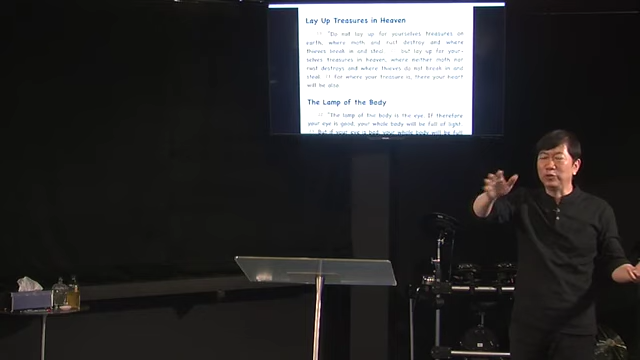 Lay Up Treasures in Heaven
"Do not lay up for yourselves treasures on
earth, where moth and rust destroy and where
thieves break in and steal; but lay up for your-
selves treasures in heaven, where neither moth nor
rust destroys and where thieves do not break in and
steal. For where your treasure is, there your heart
will be also.
The Lamp of the Body
"The lamp of the body is the eye. If therefore
your eye is good, your whole body will be full of light.
But if your eye is bad, your whole body will be full